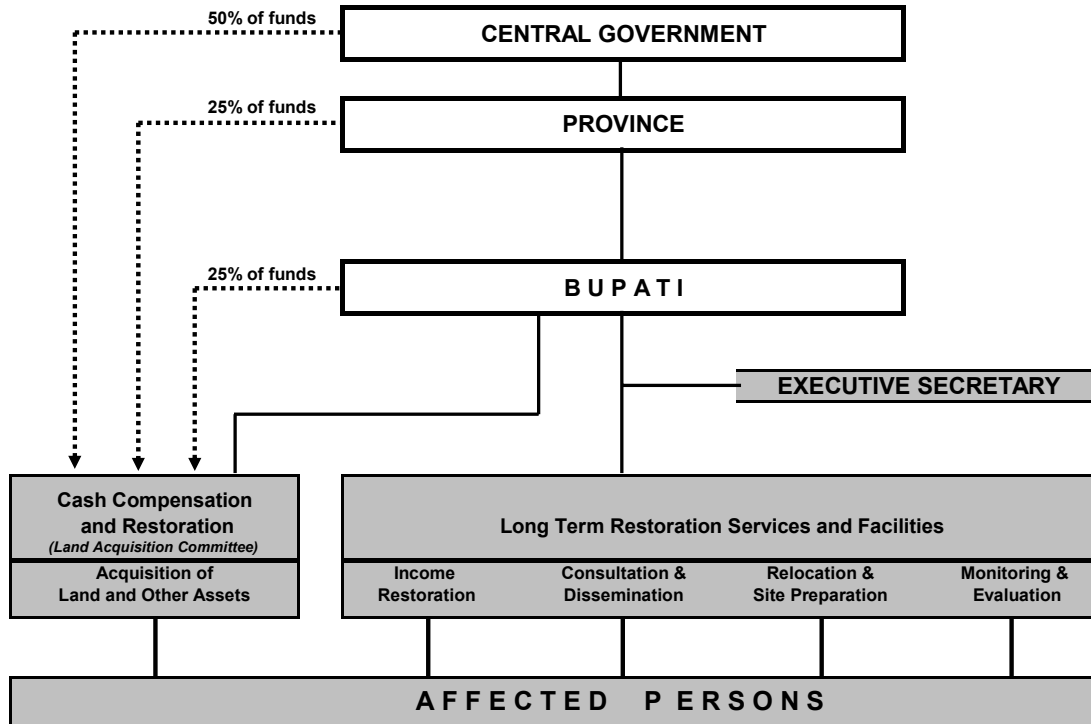 50% of funds
CENTRAL GOVERNMENT
25% of funds
PROVINCE
25% of funds
B U P A T I
EXECUTIVE SECRETARY
Cash Compensation
and Restoration
(Land Acquisition Committee)
Acquisition of
Land and Other Assets
Long Term Restoration Services and Facilities
Income
Restoration
Consultation &
Dissemination
Relocation &
Site Preparation
Monitoring &
Evaluation
A F F E C T E D P E R S O N S